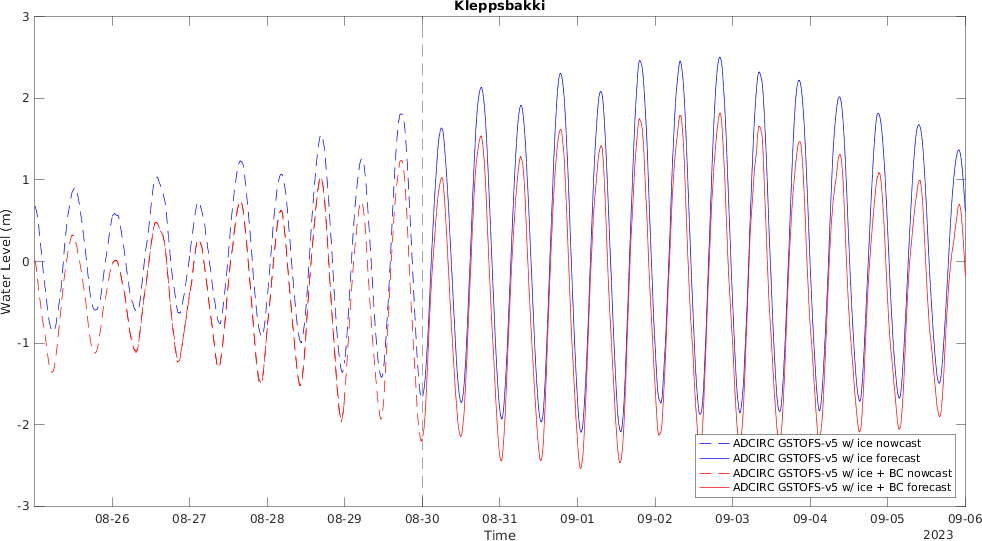 Kleppsbakki
Water Level (m)
3
2
1
0
-1
-2
-3
08-26 08-27 08-28 08-29 08-30 08-31 09-01 09-02 09-03 09-04 09-05 09-06
Time
2023
ADCIRC GSTOFS-v5 w/ ice nowcast
ADCIRC GSTOFS-v5 w/ ice forecast
ADCIRC GSTOFS-v5 w/ ice + BC nowcast
ADCIRC GSTOFS-v5 w/ ice + BC forecast